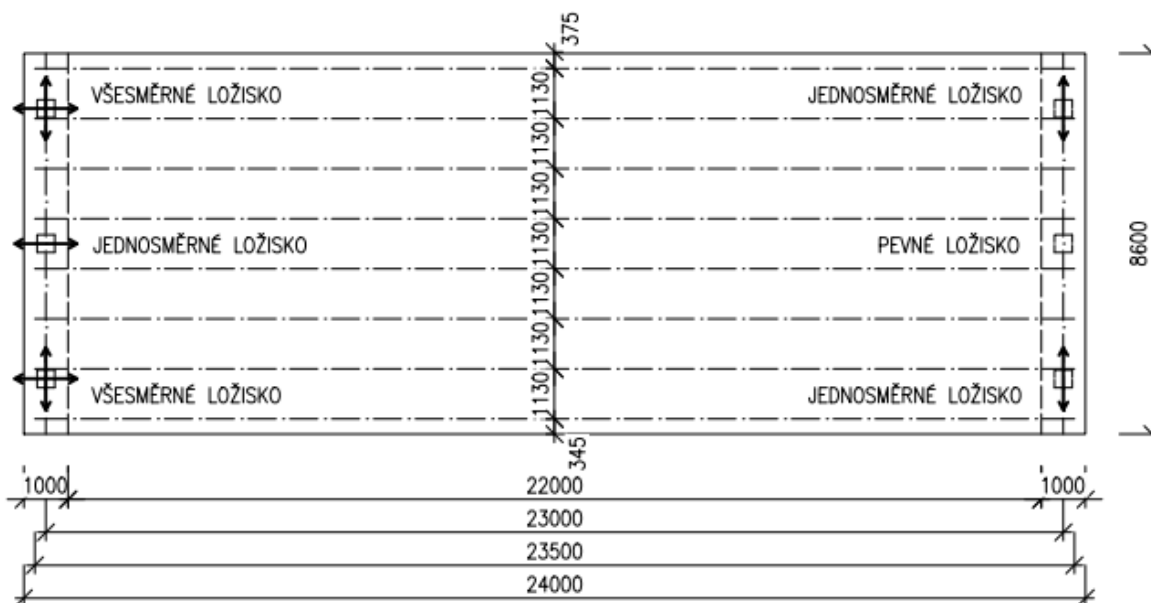 375
VŠESMĚRNÉ LOŽISKO
1130
JEDNOSMĚRNÉ LOŽISKO
1130
1130
JEDNOSMĚRNÉ LOŽISKO
1130
PEVNÉ LOŽISKO
8600
1130
1130
VŠESMĚRNÉ LOŽISKO
1130
JEDNOSMĚRNÉ LOŽISKO
345
1000
22000
1000
23000
23500
24000